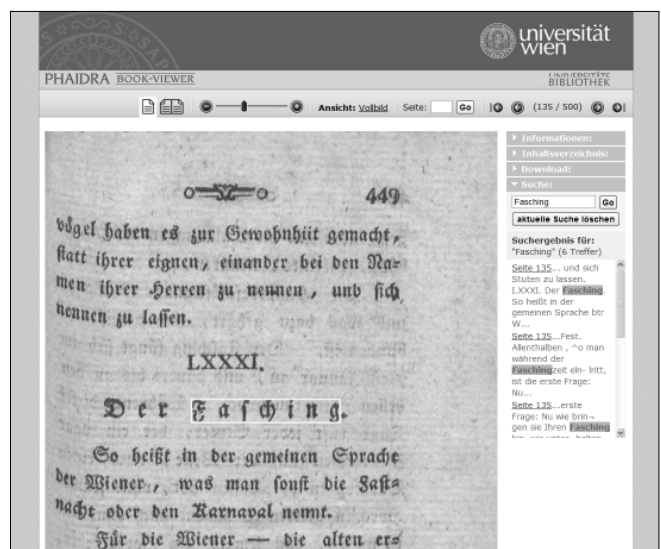 universität
wien
PHAIDRA BOOK-VIEWER
BIBLIOTHEK
Ansicht: Vollbild Seite: Go (135 / 500)
Informationen:
Inhaltsverzeichnis:
Download:
Suche:
Fasching Go
aktuelle Suche löschen
Suchergebnis für:
"Fasching" (6 Treffer)
Seite 135... und sich
Stuten zu lassen.
I.XXXI. Der Fasching.
So heißt in der
gemeinen Sprache btr
W...
Seite 135...Fest.
Allenthalben , ^o man
während der
Faschingzeit ein- lritt,
ist die erste Frage:
Nu...
Seite 135...erste
Frage: Nu wie brin¬
gen sie Ihren Fasching
449
vögel haben es zur Gewohnhiit gemacht,
ſtatt ihrer eignen, einander bei den Na=
men ihrer Herren zu nennen, und ſich
nennen zu laſſen.
LXXXI.
Der Faſching.
So heißt in der gemeinen Sprache
der Wiener, was man ſonſt die Faſt=
nacht oder den Karnaval nennt.
Für die Wiener — die alten er=